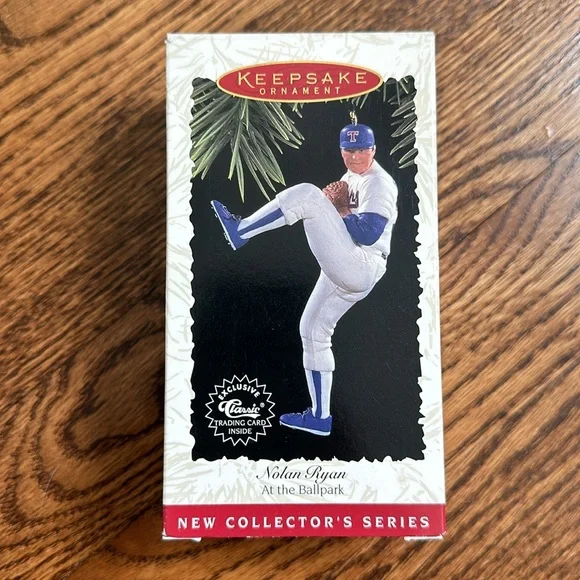 KEEPSAKE
ORNAMENT
T
EXCLUSIVE
Classic®
TRADING CARD
INSIDE
Nolan Ryan
At the Ballpark
NEW COLLECTOR'S SERIES